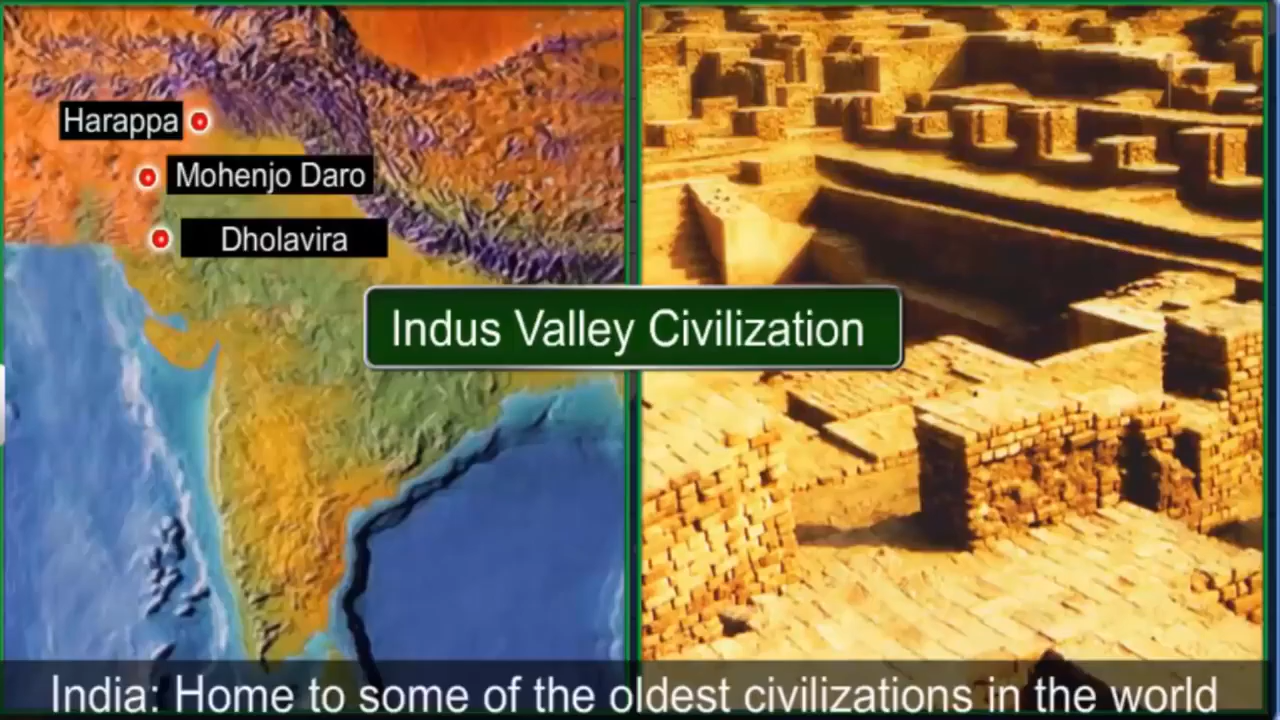 Harappa
Mohenjo Daro
Dholavira
Indus Valley Civilization
India: Home to some of the oldest civilizations in the world